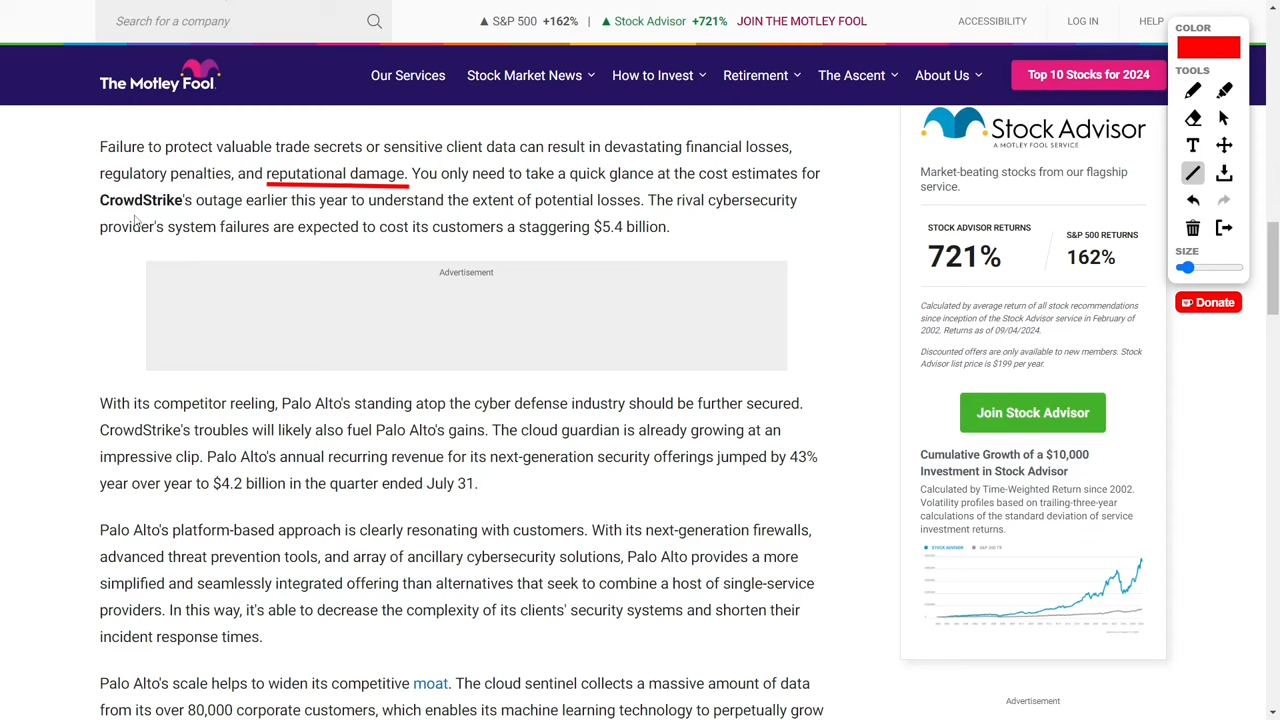 Search for a company
S&P 500 +162% | Stock Advisor +721% JOIN THE MOTLEY FOOL
ACCESSIBILITY LOG IN HELP
The Motley Fool
Our Services Stock Market News How to Invest Retirement The Ascent About Us Top 10 Stocks for 2024
Failure to protect valuable trade secrets or sensitive client data can result in devastating financial losses,
regulatory penalties, and reputational damage. You only need to take a quick glance at the cost estimates for
CrowdStrike's outage earlier this year to understand the extent of potential losses. The rival cybersecurity
provider's system failures are expected to cost its customers a staggering $5.4 billion.
Advertisement
With its competitor reeling, Palo Alto's standing atop the cyber defense industry should be further secured.
CrowdStrike's troubles will likely also fuel Palo Alto's gains. The cloud guardian is already growing at an
impressive clip. Palo Alto's annual recurring revenue for its next-generation security offerings jumped by 43%
year over year to $4.2 billion in the quarter ended July 31.
Palo Alto's platform-based approach is clearly resonating with customers. With its next-generation firewalls,
advanced threat prevention tools, and array of ancillary cybersecurity solutions, Palo Alto provides a more
simplified and seamlessly integrated offering than alternatives that seek to combine a host of single-service
providers. In this way, it's able to decrease the complexity of its clients' security systems and shorten their
incident response times.
Palo Alto's scale helps to widen its competitive moat. The cloud sentinel collects a massive amount of data
from its over 80,000 corporate customers, which enables its machine learning technology to perpetually grow
Stock Advisor
A MOTLEY FOOL SERVICE
Market-beating stocks from our flagship
service.
STOCK ADVISOR RETURNS
721%
S&P 500 RETURNS
162%
Calculated by average return of all stock recommendations
since inception of the Stock Advisor service in February of
2002. Returns as of 09/04/2024.
Discounted offers are only available to new members. Stock
Advisor list price is $199 per year.
Join Stock Advisor
Cumulative Growth of a $10,000
Investment in Stock Advisor
Calculated by Time-Weighted Return since 2002.
Volatility profiles based on trailing-three-year
calculations of the standard deviation of service
investment returns.
STOCK ADVISOR S&P 500 TR
Advertisement
COLOR
TOOLS
T
SIZE
Donate